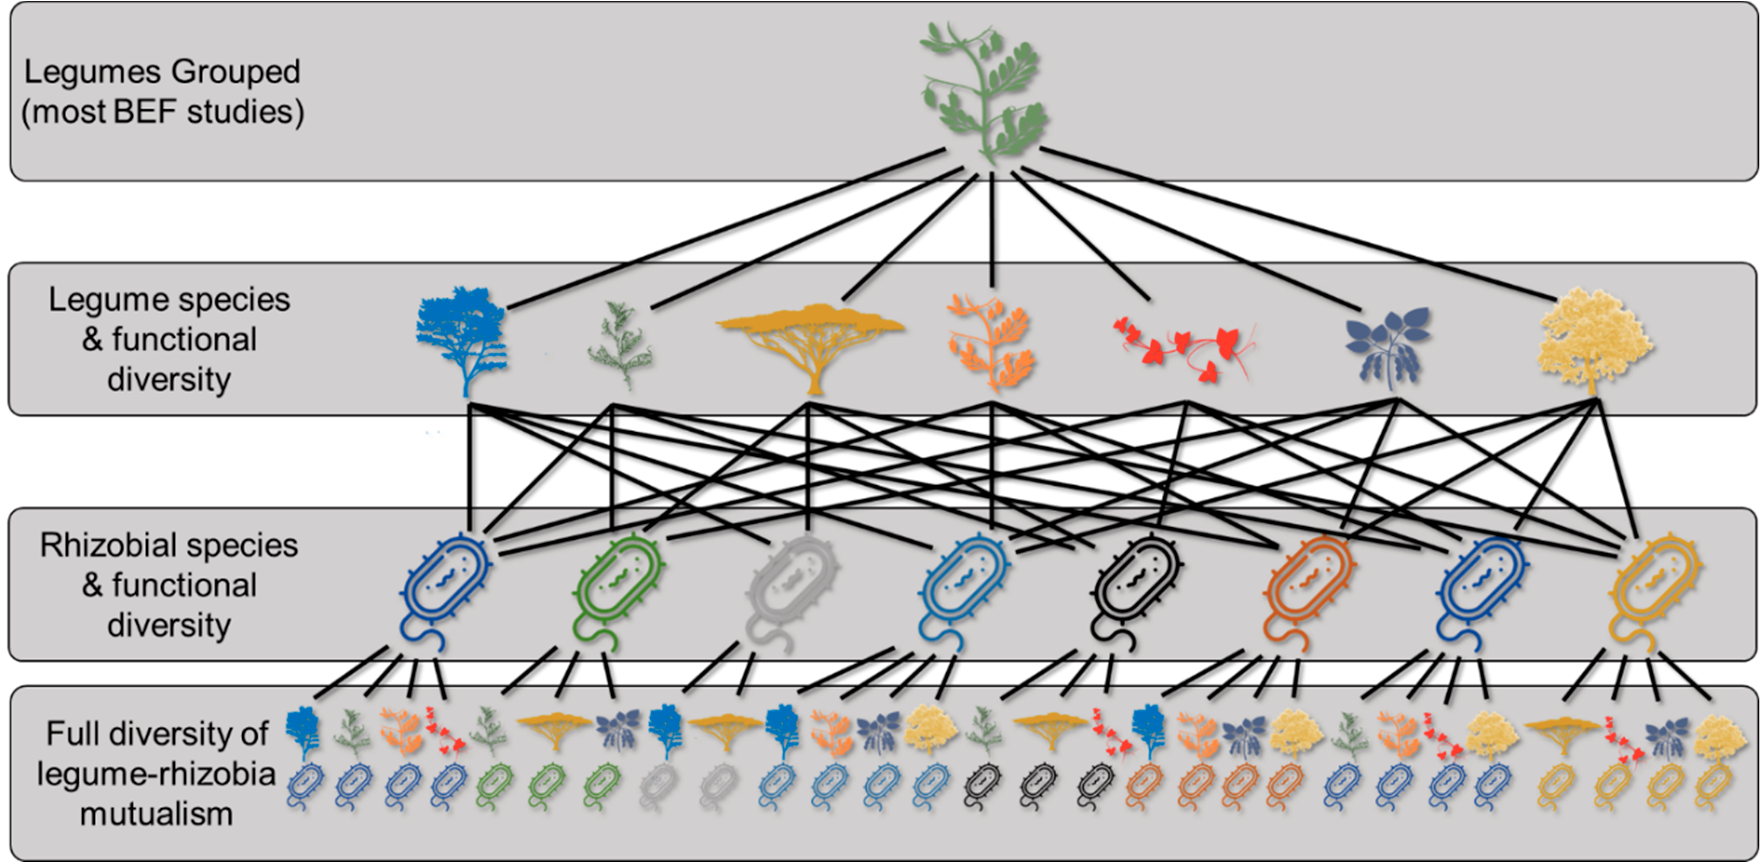 Legumes Grouped
(most BEF studies)
Legume species
& functional
diversity
Rhizobial species
& functional
diversity
Full diversity of
legume-rhizobia
mutualism